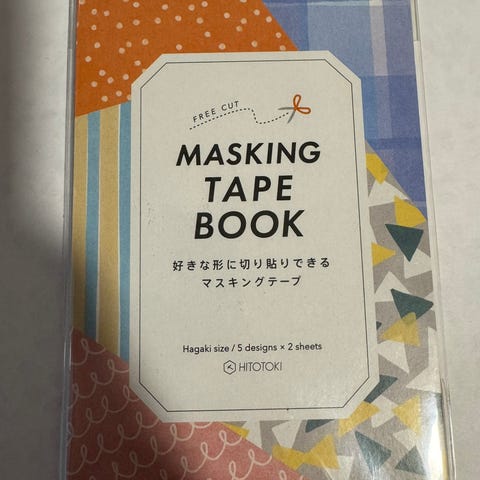 FREE CUT
MASKING
TAPE
BOOK
好きな形に切り貼りできる
マスキングテープ
Hagaki size / 5 designs × 2 sheets
HITOTOKI